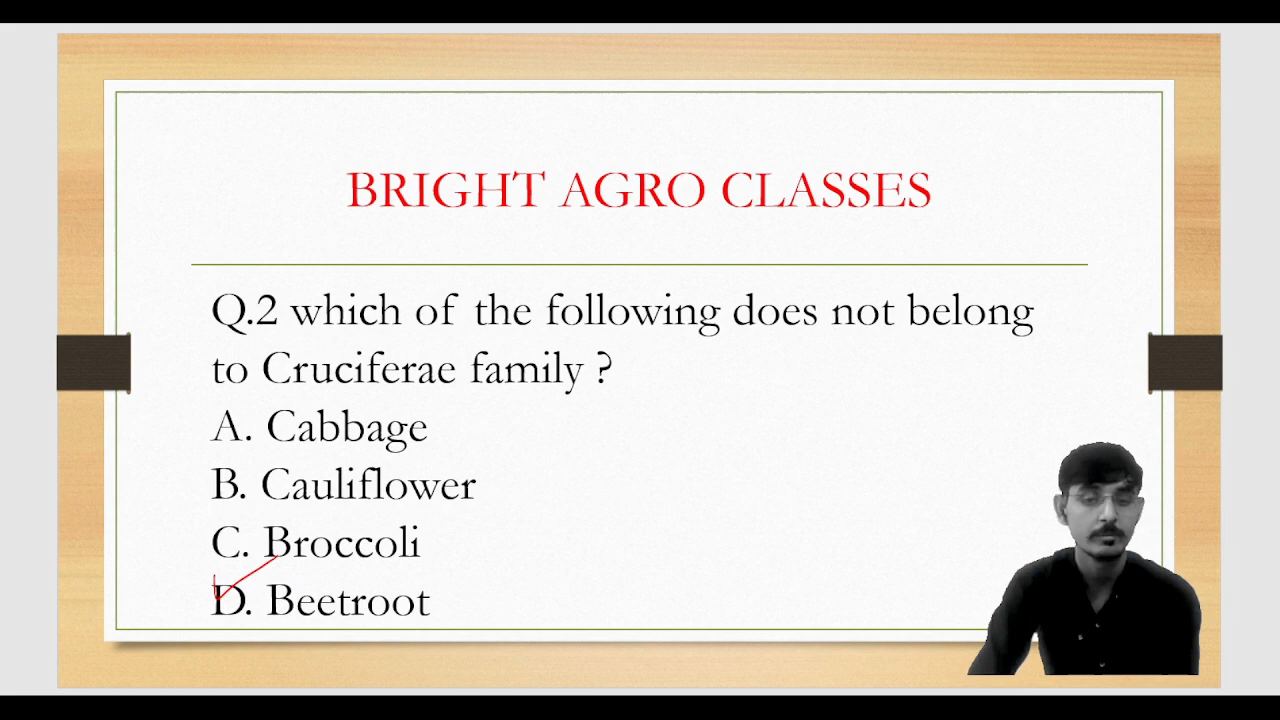 BRIGHT AGRO CLASSES
Q.2 which of the following does not belong
to Cruciferae family ?
A. Cabbage
B. Cauliflower
C. Broccoli
D. Beetroot